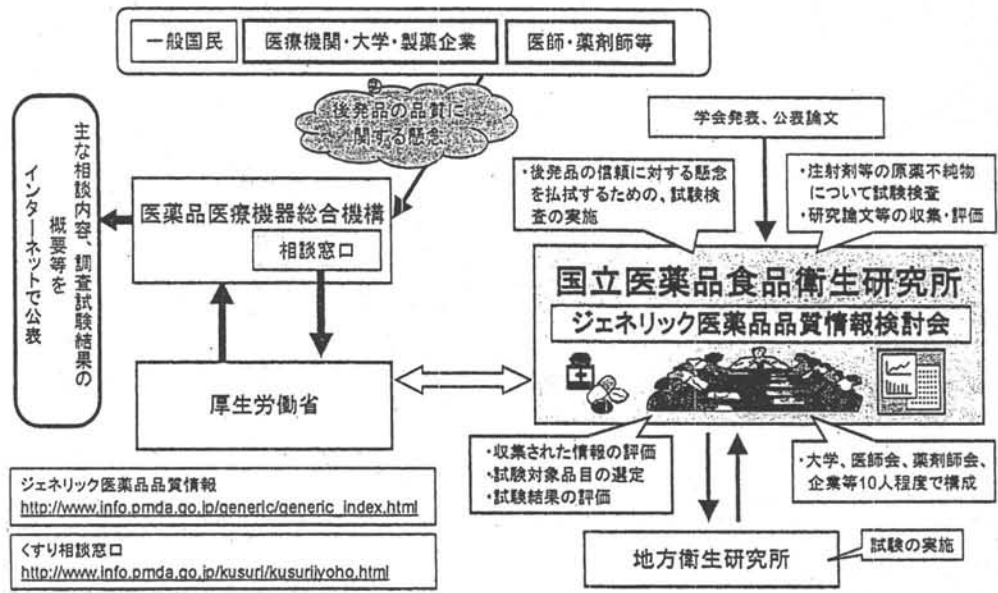 一般国民
医療機関・大学・製薬企業
医師・薬剤師等
後発品の品質に
関する懸念
学会発表、公表論文
主な相談内容、調査試験結果の
概要等を
インターネットで公表
医薬品医療機器総合機構
相談窓口
・後発品の信頼に対する懸念
を払拭するための、試験検
査の実施
・注射剤等の原薬不純物
について試験検査
・研究論文等の収集・評価
国立医薬品食品衛生研究所
ジェネリック医薬品品質情報検討会
厚生労働省
・収集された情報の評価
・試験対象品目の選定
・試験結果の評価
・大学、医師会、薬剤師会、
企業等10人程度で構成
ジェネリック医薬品品質情報
http://www.info.pmda.go.jp/generic/generic_index.html
くすり相談窓口
http://www.info.pmda.go.jp/kusuri/kusurijyoho.html
地方衛生研究所
試験の実施